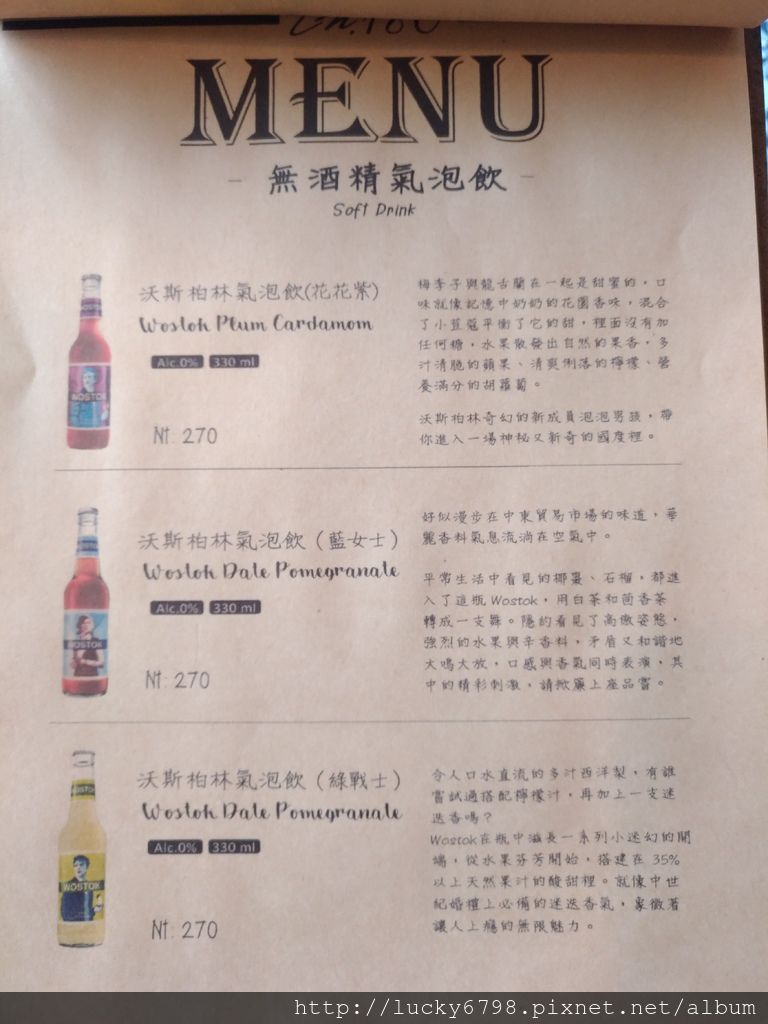 MENU
無酒精氣泡飲
Soft Drink
沃斯柏林氣泡飲(花花紫)
Wostok Plum Cardamom
Alc.0% 330 ml
Nt. 270
梅李子與龍舌蘭在一起是甜蜜的，口
味就像記憶中奶奶的花園香味，混合
了小荳蔻平衡了它的甜，裡面沒有加
任何糖，水果散發出自然的果香，多
汁清脆的蘋果、清爽俐落的檸檬、營
養滿分的胡蘿蔔。
沃斯柏林奇幻的新成員泡泡男孩，帶
你進入一場神秘又新奇的國度裡。
WOSTOK
沃斯柏林氣泡飲（藍女士）
Wostok Date Pomegranate
Alc.0% 330 ml
Nt. 270
好似漫步在中東貿易市場的味道，華
麗香料氣息流淌在空氣中。
平常生活中看見的椰棗、石榴，都進
入了這瓶Wostok，用白茶和茴香茶
轉成一支舞。隱約看見了高傲姿態，
強烈的水果與辛香料，矛盾又和諧地
大鳴大放，口感與香氣同時表演，其
中的精彩刺激，請掀簾上座品嘗。
WOSTOK
沃斯柏林氣泡飲（綠戰士）
Wostok Date Pomegranate
Alc.0% 330 ml
Nt. 270
令人口水直流的多汁西洋梨，有誰
嘗試過搭配檸檬汁，再加上一支迷
迭香嗎？
Wostok在瓶中滋長一系列小迷幻的開
端，從水果芬芳開始，搭建在 35%
以上天然果汁的酸甜裡。就像中世
紀婚禮上必備的迷迭香氣，象徵著
讓人上癮的無限魅力。
WOSTOK
WOSTOK
http://lucky6798.pixnet.net/album